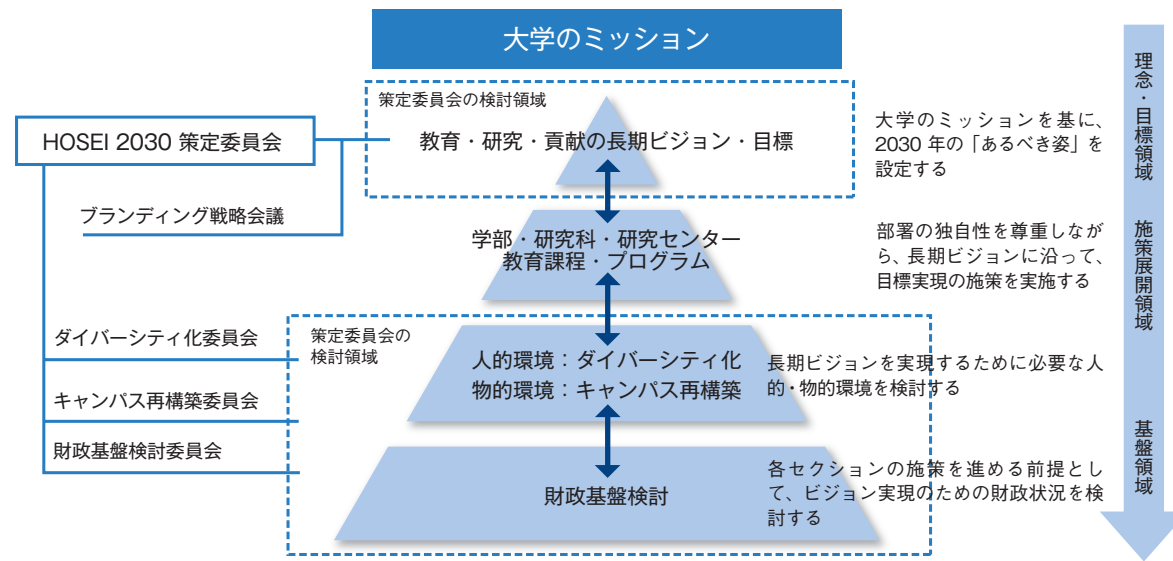 大学のミッション
策定委員会の検討領域
HOSEI 2030 策定委員会
教育・研究・貢献の長期ビジョン・目標
大学のミッションを基に、
2030 年の「あるべき姿」を
設定する
理念・目標領域
ブランディング戦略会議
学部・研究科・研究センター
教育課程・プログラム
部署の独自性を尊重しなが
ら、長期ビジョンに沿って、
目標実現の施策を実施する
施策展開領域
ダイバーシティ化委員会
キャンパス再構築委員会
財政基盤検討委員会
策定委員会の
検討領域
人的環境：ダイバーシティ化
物的環境：キャンパス再構築
長期ビジョンを実現するために必要な人
的・物的環境を検討する
財政基盤検討
各セクションの施策を進める前提とし
て、ビジョン実現のための財政状況を検
討する
基盤領域